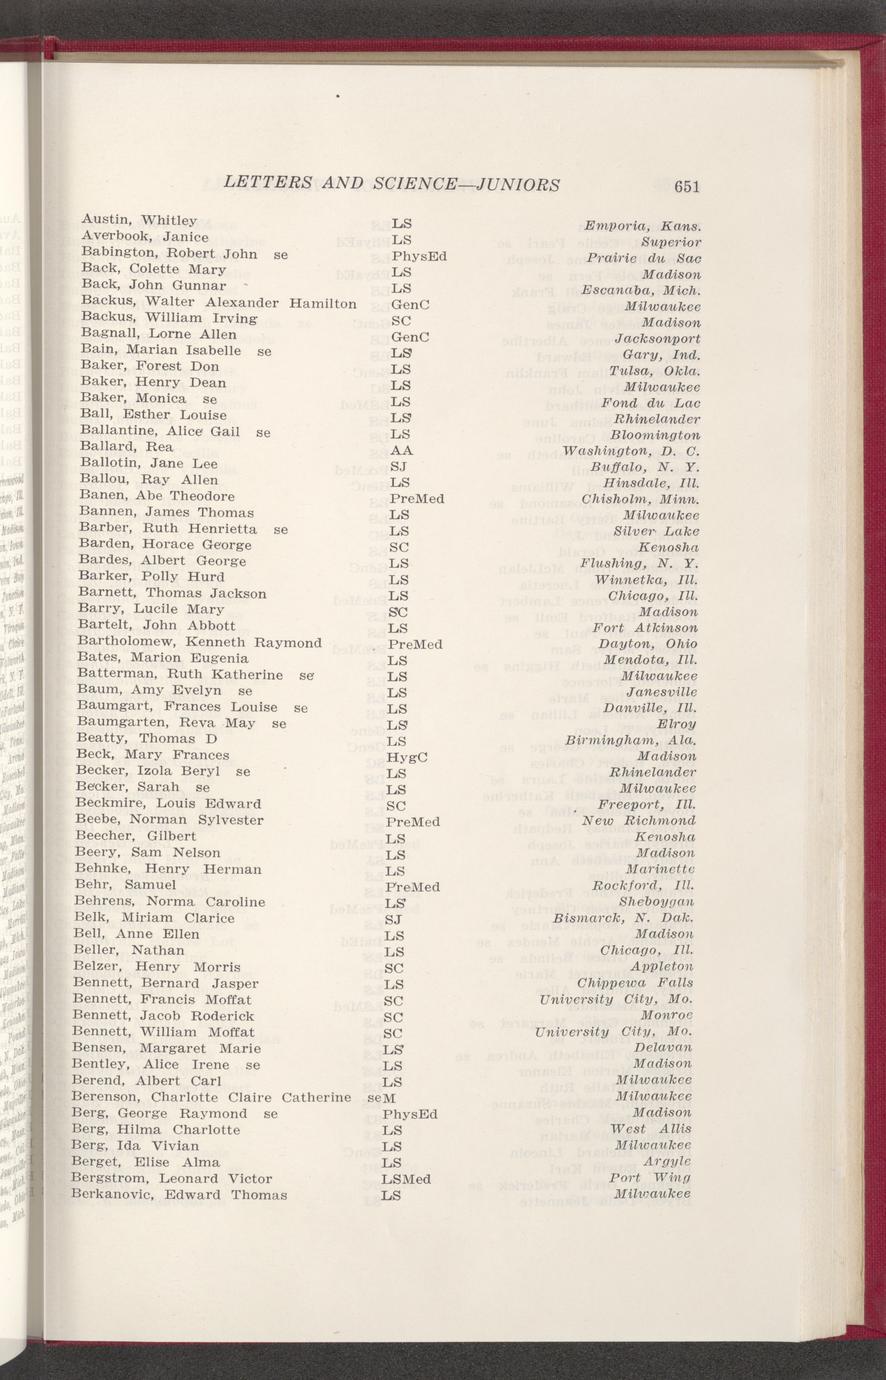 LETTERS AND SCIENCE—JUNIORS 651
Austin, Whitley LS Emporia, Kans.
Averbook, Janice LS Superior
Babington, Robert John se PhysEd Prairie du Sac
Back, Colette Mary LS Madison
Back, John Gunnar LS Escanaba, Mich.
Backus, Walter Alexander Hamilton GenC Milwaukee
Backus, William Irving SC Madison
Bagnall, Lorne Allen GenC Jacksonport
Bain, Marian Isabelle se LS Gary, Ind.
Baker, Forest Don LS Tulsa, Okla.
Baker, Henry Dean LS Milwaukee
Baker, Monica se LS Fond du Lac
Ball, Esther Louise LS Rhinelander
Ballantine, Alice Gail se LS Bloomington
Ballard, Rea AA Washington, D. C.
Ballotin, Jane Lee SJ Buffalo, N. Y.
Ballou, Ray Allen LS Hinsdale, Ill.
Banen, Abe Theodore PreMed Chisholm, Minn.
Bannen, James Thomas LS Milwaukee
Barber, Ruth Henrietta se LS Silver Lake
Barden, Horace George SC Kenosha
Bardes, Albert George LS Flushing, N. Y.
Barker, Polly Hurd LS Winnetka, Ill.
Barnett, Thomas Jackson LS Chicago, Ill.
Barry, Lucile Mary SC Madison
Bartelt, John Abbott LS Fort Atkinson
Bartholomew, Kenneth Raymond PreMed Dayton, Ohio
Bates, Marion Eugenia LS Mendota, Ill.
Batterman, Ruth Katherine se LS Milwaukee
Baum, Amy Evelyn se LS Janesville
Baumgart, Frances Louise se LS Danville, Ill.
Baumgarten, Reva May se LS Elroy
Beatty, Thomas D LS Birmingham, Ala.
Beck, Mary Frances HygC Madison
Becker, Izola Beryl se LS Rhinelander
Becker, Sarah se LS Milwaukee
Beckmire, Louis Edward SC Freeport, Ill.
Beebe, Norman Sylvester PreMed New Richmond
Beecher, Gilbert LS Kenosha
Beery, Sam Nelson LS Madison
Behnke, Henry Herman LS Marinette
Behr, Samuel PreMed Rockford, Ill.
Behrens, Norma Caroline LS Sheboygan
Belk, Miriam Clarice SJ Bismarck, N. Dak.
Bell, Anne Ellen LS Madison
Beller, Nathan LS Chicago, Ill.
Belzer, Henry Morris SC Appleton
Bennett, Bernard Jasper LS Chippewa Falls
Bennett, Francis Moffat SC University City, Mo.
Bennett, Jacob Roderick SC Monroe
Bennett, William Moffat SC University City, Mo.
Bensen, Margaret Marie LS Delavan
Bentley, Alice Irene se LS Madison
Berend, Albert Carl LS Milwaukee
Berenson, Charlotte Claire Catherine seM Milwaukee
Berg, George Raymond se PhysEd Madison
Berg, Hilma Charlotte LS West Allis
Berg, Ida Vivian LS Milwaukee
Berget, Elise Alma LS Argyle
Bergstrom, Leonard Victor LSMed Port Wing
Berkanovic, Edward Thomas LS Milwaukee